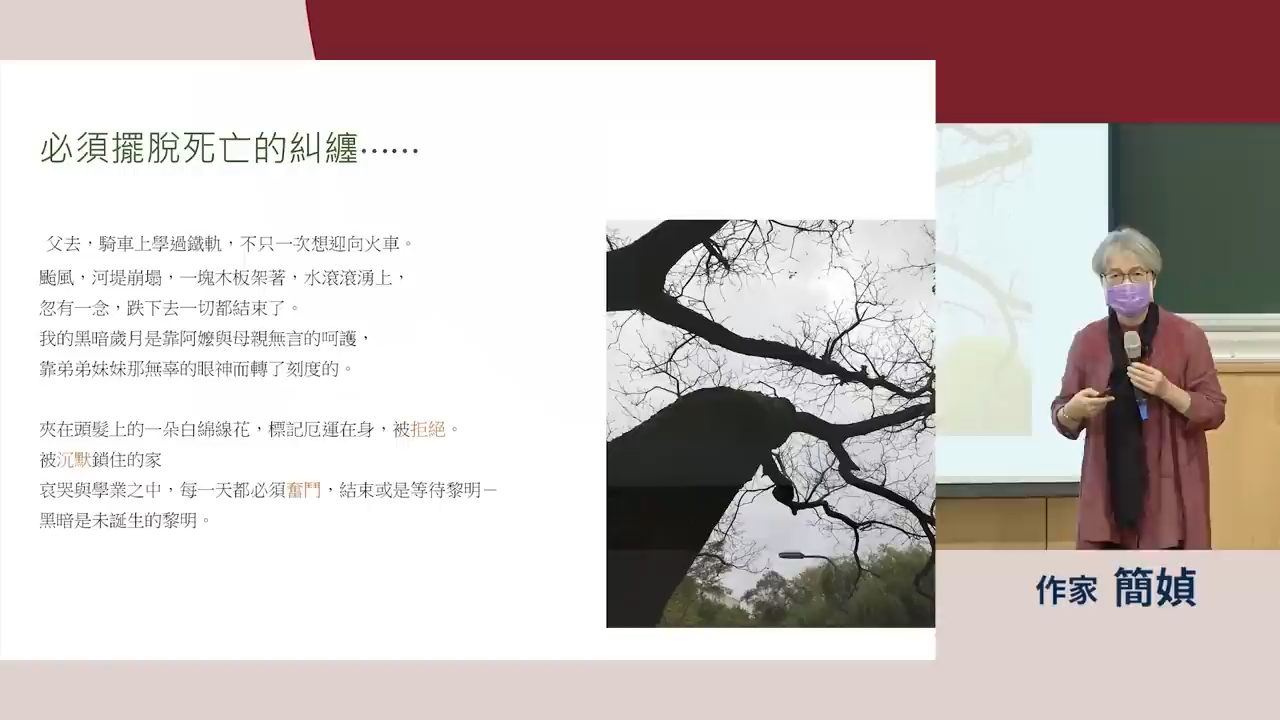 必須擺脫死亡的糾纏⋯⋯
父去，騎車上學過鐵軌，不只一次想迎向火車。
颱風，河堤崩塌，一塊木板架著，水滾滾湧上，
忽有一念，跌下去一切都結束了。
我的黑暗歲月是靠阿嬤與母親無言的呵護，
靠弟弟妹妹那無辜的眼神而轉了刻度的。
夾在頭髮上的一朵白綿線花，標記厄運在身，被拒絕。
被沉默鎖住的家
哀哭與學業之中，每一天都必須奮鬥，結束或是等待黎明－
黑暗是未誕生的黎明。
作家 簡媜